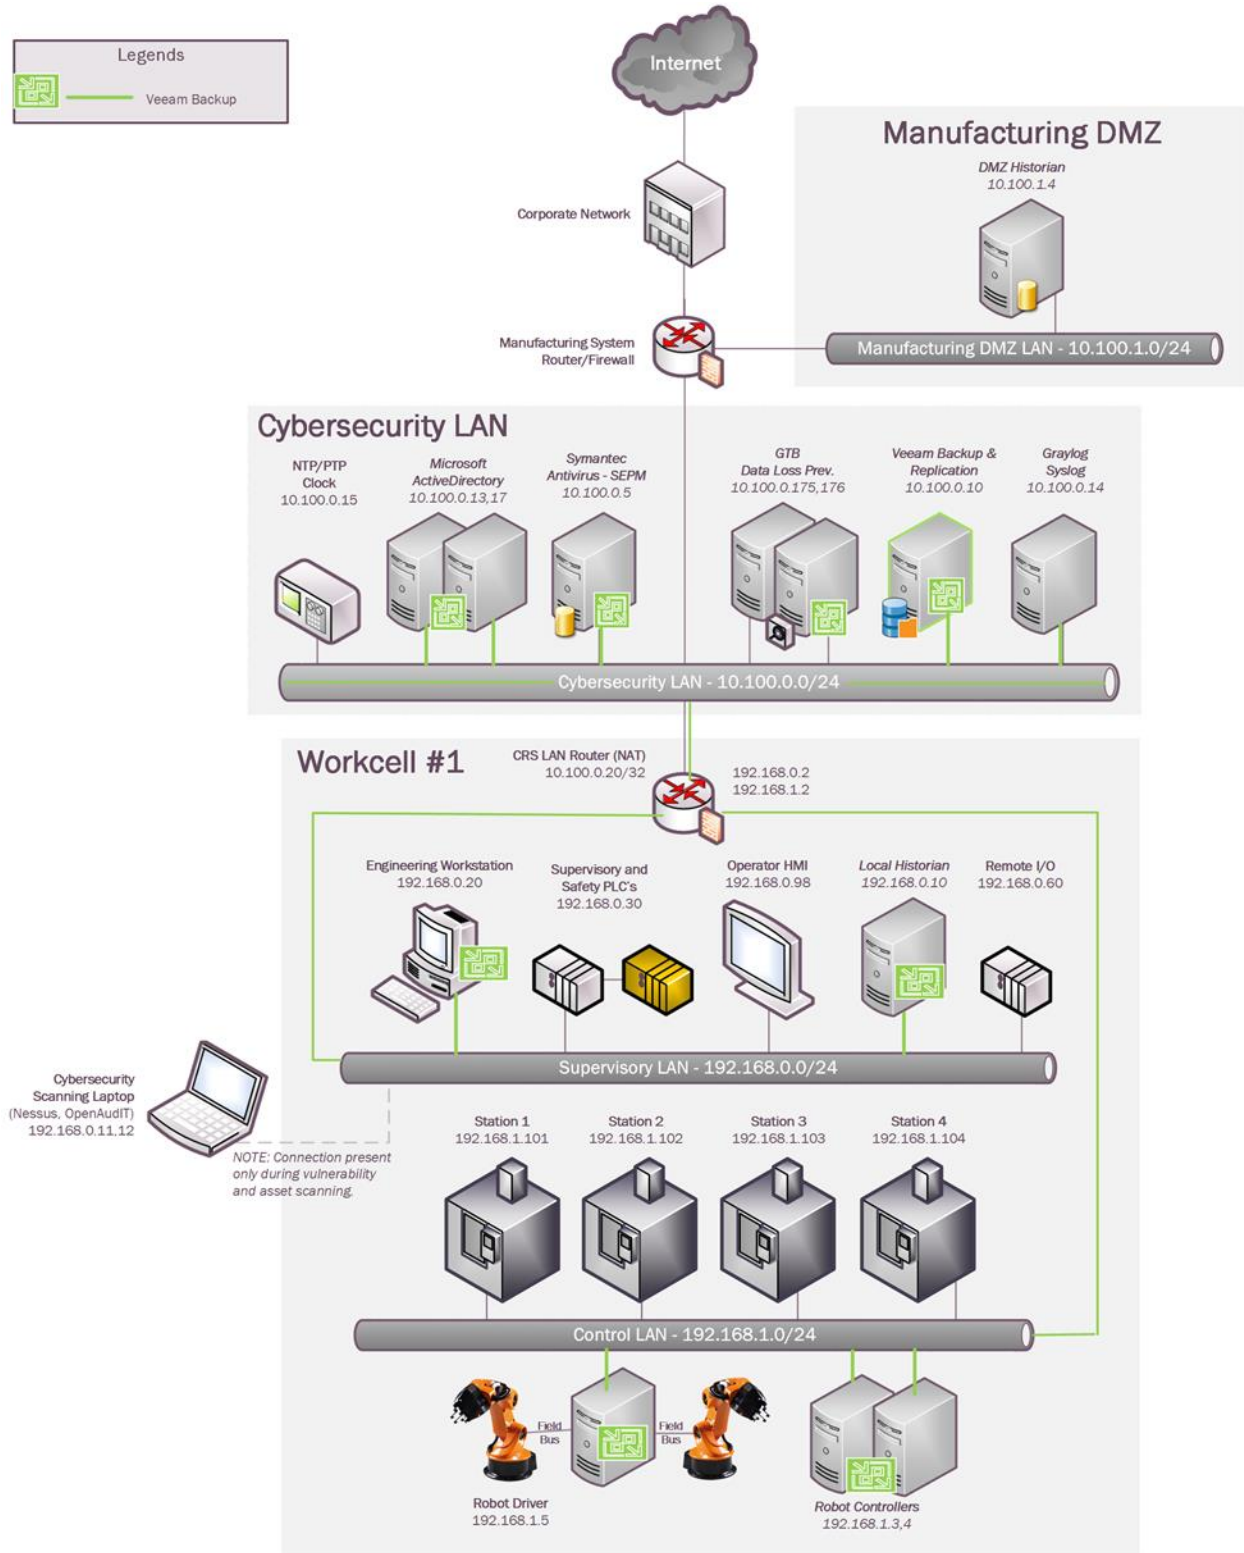 Legends
Veeam Backup
Internet
Manufacturing DMZ
DMZ Historian
10.100.1.4
Corporate Network
Manufacturing System
Router/Firewall
Manufacturing DMZ LAN - 10.100.1.0/24
Cybersecurity LAN
NTP/PTP
Clock
10.100.0.15
Microsoft
ActiveDirectory
10.100.0.13,17
Symantec
Antivirus - SEPM
10.100.0.5
GTB
Data Loss Prev.
10.100.0.175,176
Veeam Backup &
Replication
10.100.0.10
Graylog
Syslog
10.100.0.14
Cybersecurity LAN - 10.100.0.0/24
Workcell #1
CRS LAN Router (NAT)
10.100.0.20/32
192.168.0.2
192.168.1.2
Engineering Workstation
192.168.0.20
Supervisory and
Safety PLC's
192.168.0.30
Operator HMI
192.168.0.98
Local Historian
192.168.0.10
Remote I/O
192.168.0.60
Supervisory LAN - 192.168.0.0/24
Cybersecurity
Scanning Laptop
(Nessus, OpenAudIT)
192.168.0.11,12
NOTE: Connection present
only during vulnerability
and asset scanning.
Station 1
192.168.1.101
Station 2
192.168.1.102
Station 3
192.168.1.103
Station 4
192.168.1.104
Control LAN - 192.168.1.0/24
Field
Bus
Field
Bus
Robot Driver
192.168.1.5
Robot Controllers
192.168.1.3,4